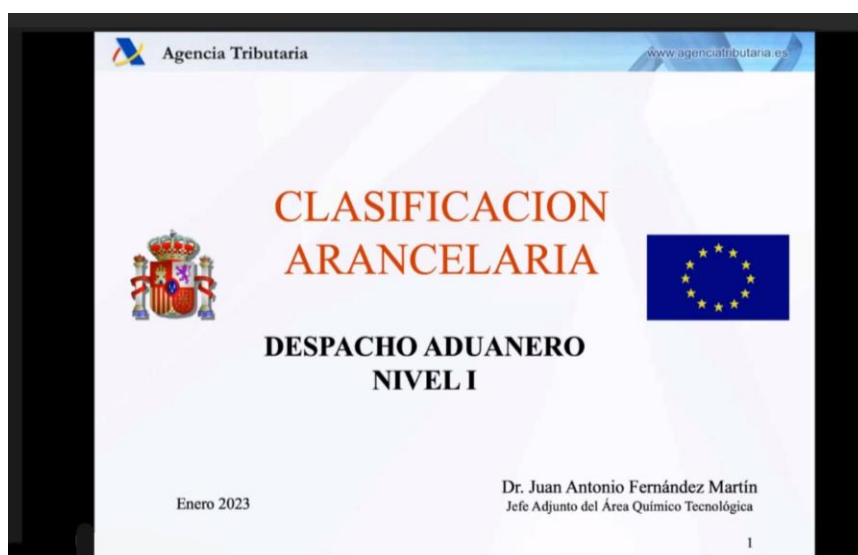 Agencia Tributaria
www.agenciatributaria.es
CLASIFICACION
ARANCELARIA
DESPACHO ADUANERO
NIVEL I
Enero 2023
Dr. Juan Antonio Fernández Martín
Jefe Adjunto del Área Químico Tecnológica
1